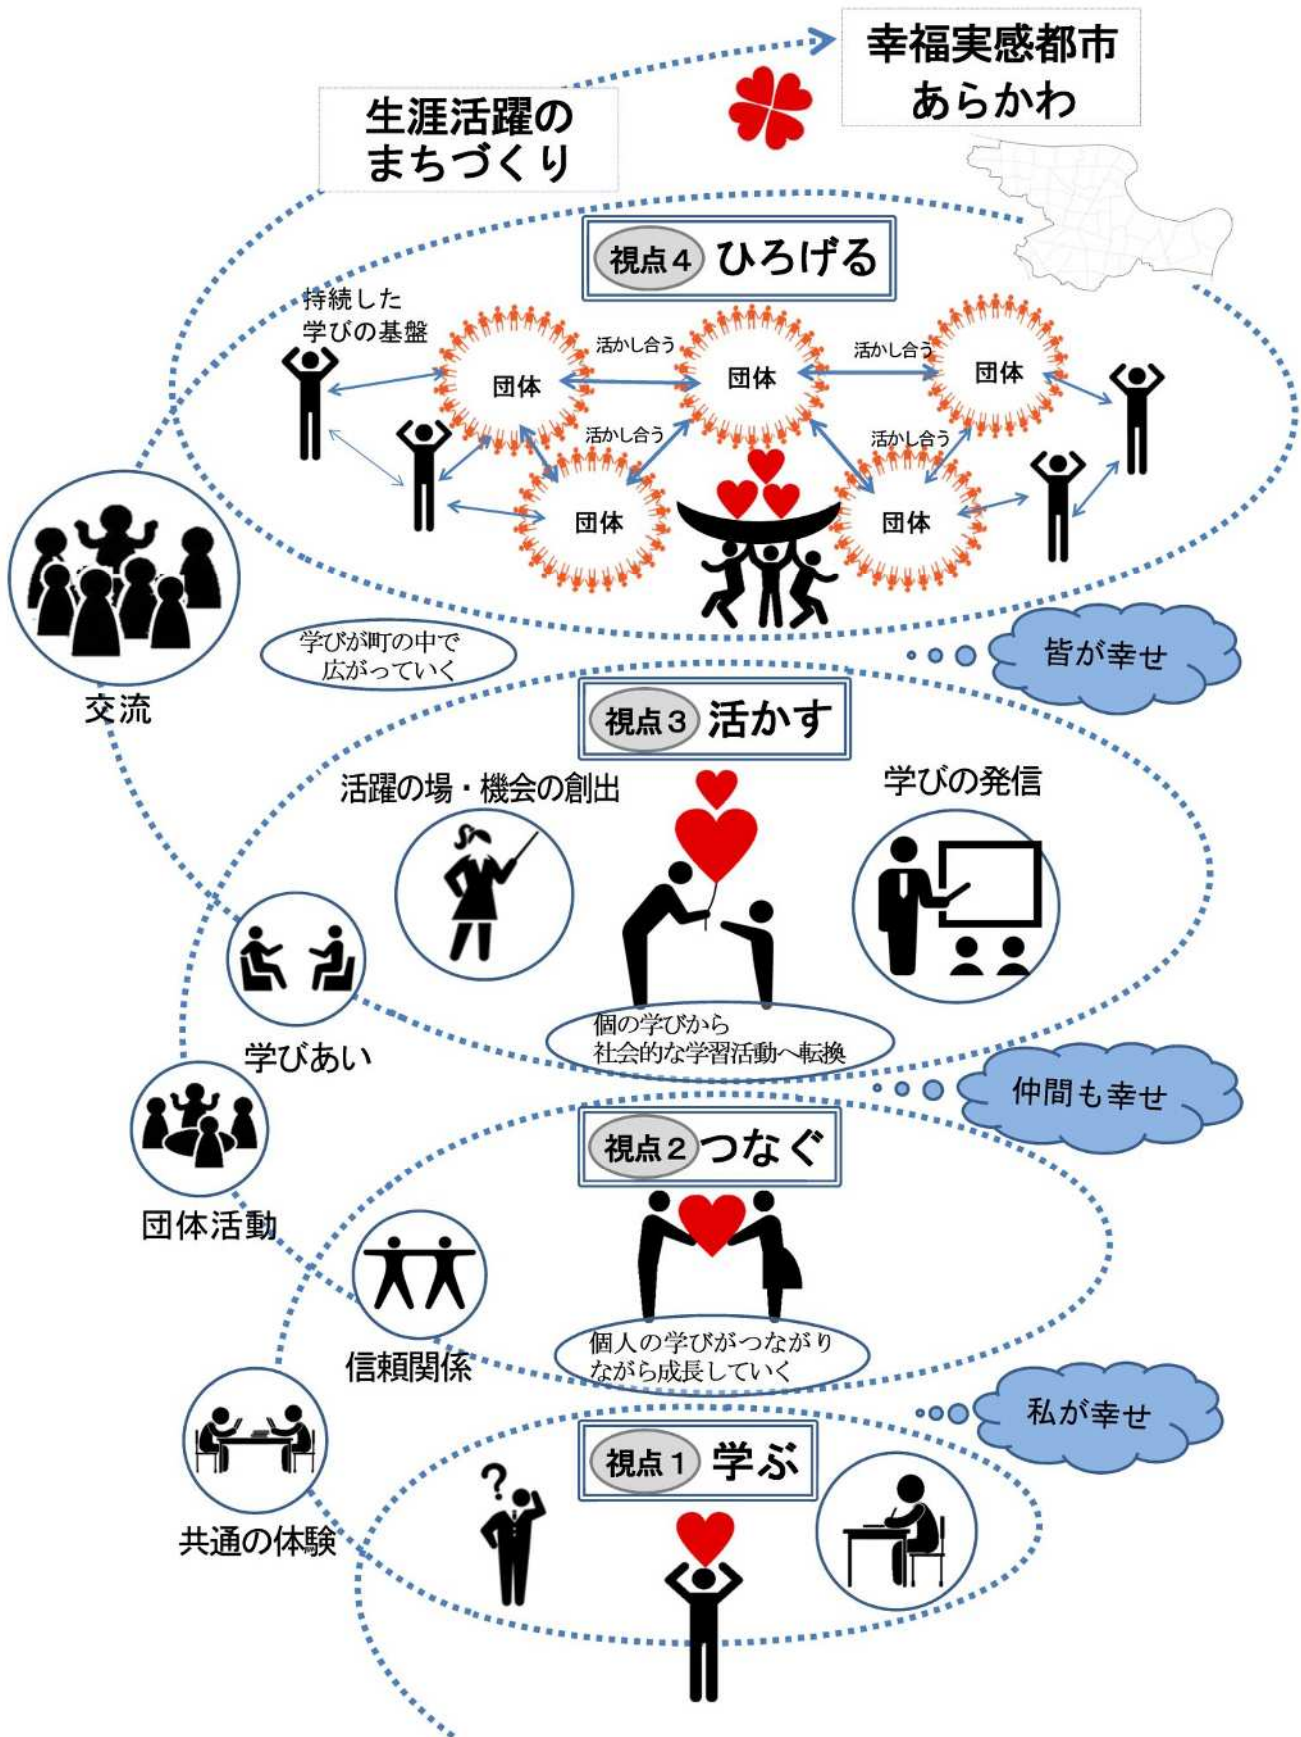 幸福実感都市
あらかわ
生涯活躍の
まちづくり
視点4 ひろげる
持続した
学びの基盤
活かし合う
活かし合う
団体
団体
団体
活かし合う
活かし合う
団体
団体
交流
学びが町の中で
広がっていく
皆が幸せ
視点3 活かす
活躍の場・機会の創出
学びの発信
学びあい
個の学びから
社会的な学習活動へ転換
仲間も幸せ
視点2 つなぐ
団体活動
信頼関係
個人の学びがつながり
ながら成長していく
私が幸せ
視点1 学ぶ
?
共通の体験